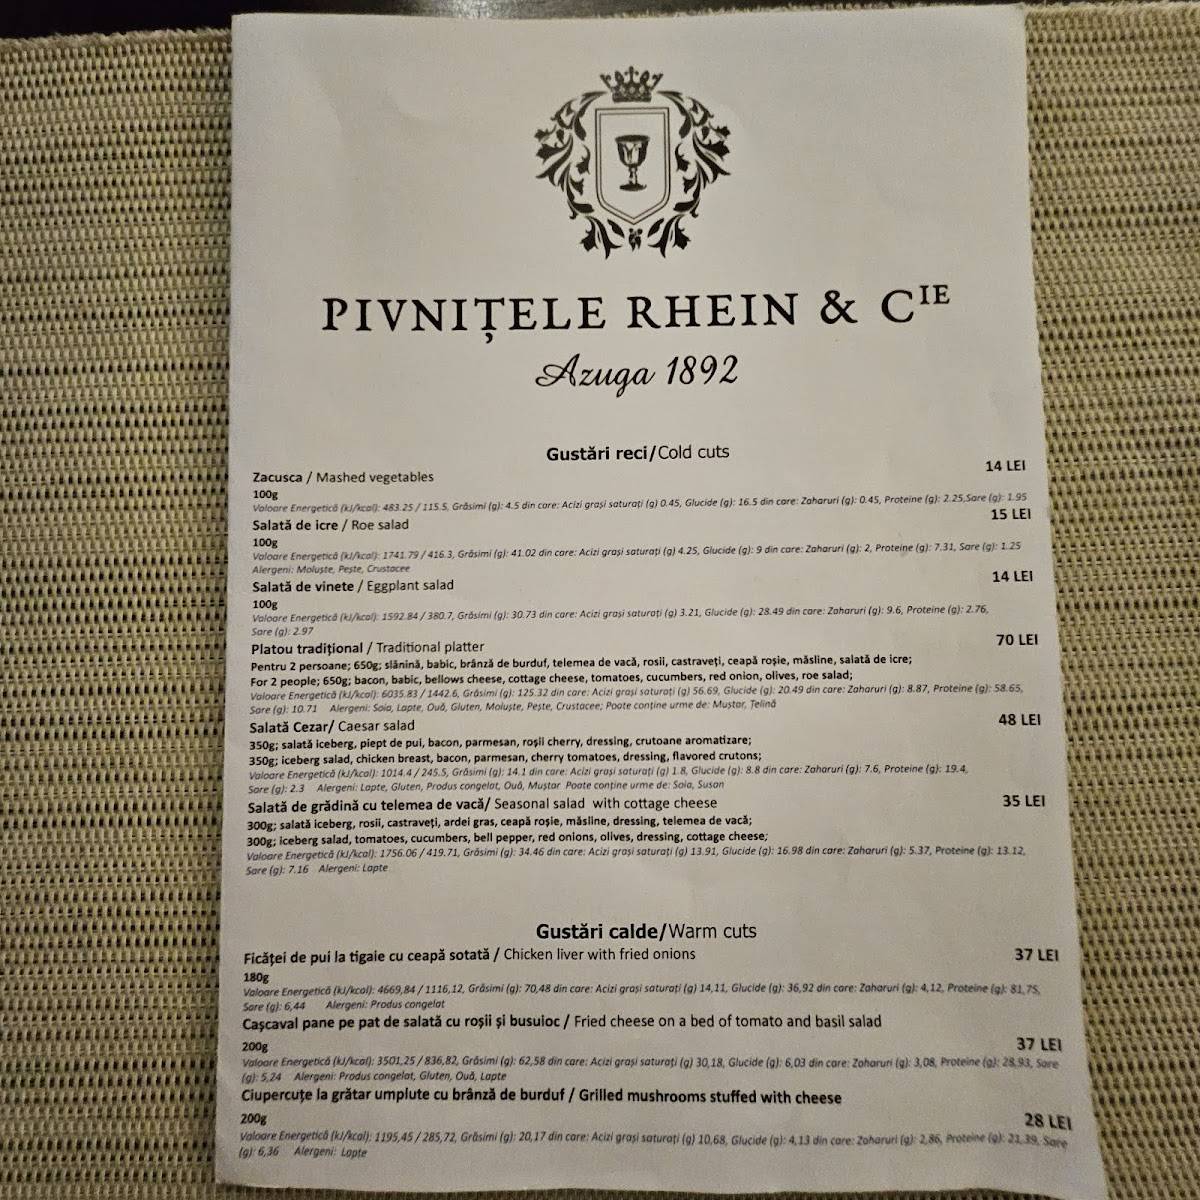 PIVNIȚELE RHEIN & CIE
Azuga 1892
Gustări reci/Cold cuts
Zacusca / Mashed vegetables 14 LEI
100g
Valoare Energetică (kJ/kcal): 483.25 / 115.5, Grăsimi (g): 4.5 din care: Acizi grași saturați (g) 0.45, Glucide (g): 16.5 din care: Zaharuri (g): 0.45, Proteine (g): 2.25,Sare (g): 1.95
Salată de icre / Roe salad 15 LEI
100g
Valoare Energetică (kJ/kcal): 1741.79 / 416.3, Grăsimi (g): 41.02 din care: Acizi grași saturați (g) 4.25, Glucide (g): 9 din care: Zaharuri (g): 2, Proteine (g): 7.31, Sare (g): 1.25
Alergeni: Moluște, Pește, Crustacee
Salată de vinete / Eggplant salad 14 LEI
100g
Valoare Energetică (kJ/kcal): 1592.84 / 380.7, Grăsimi (g): 30.73 din care: Acizi grași saturați (g) 3.21, Glucide (g): 28.49 din care: Zaharuri (g): 9.6, Proteine (g): 2.76,
Sare (g): 2.97
Platou tradițional / Traditional platter 70 LEI
Pentru 2 persoane; 650g; slănină, babic, brânză de burduf, telemea de vacă, rosii, castraveți, ceapă roșie, măsline, salată de icre;
For 2 people; 650g; bacon, babic, bellows cheese, cottage cheese, tomatoes, cucumbers, red onion, olives, roe salad;
Valoare Energetică (kJ/kcal): 6035.83 / 1442.6, Grăsimi (g): 125.32 din care: Acizi grași saturați (g) 56.69, Glucide (g): 20.49 din care: Zaharuri (g): 8.87, Proteine (g): 58.65,
Sare (g): 10.71 Alergeni: Soia, Lapte, Ouă, Gluten, Moluște, Pește, Crustacee; Poate conține urme de: Muștar, Țelină
Salată Cezar/ Caesar salad 48 LEI
350g; salată iceberg, piept de pui, bacon, parmesan, roșii cherry, dressing, crutoane aromatizare;
350g; iceberg salad, chicken breast, bacon, parmesan, cherry tomatoes, dressing, flavored crutons;
Valoare Energetică (kJ/kcal): 1014.4 / 245.5, Grăsimi (g): 14.1 din care: Acizi grași saturați (g) 1.8, Glucide (g): 8.8 din care: Zaharuri (g): 7.6, Proteine (g): 19.4,
Sare (g): 2.3 Alergeni: Lapte, Gluten, Produs congelat, Ouă, Muștar Poate conține urme de: Soia, Susan
Salată de grădină cu telemea de vacă/ Seasonal salad with cottage cheese 35 LEI
300g; salată iceberg, rosii, castraveți, ardei gras, ceapă roșie, măsline, dressing, telemea de vacă;
300g; iceberg salad, tomatoes, cucumbers, bell pepper, red onions, olives, dressing, cottage cheese;
Valoare Energetică (kJ/kcal): 1756.06 / 419.71, Grăsimi (g): 34.46 din care: Acizi grași saturați (g) 13.91, Glucide (g): 16.98 din care: Zaharuri (g): 5.37, Proteine (g): 13.12,
Sare (g): 7.16 Alergeni: Lapte
Gustări calde/Warm cuts
Ficăței de pui la tigaie cu ceapă sotată / Chicken liver with fried onions 37 LEI
180g
Valoare Energetică (kJ/kcal): 4669,84 / 1116,12, Grăsimi (g): 70,48 din care: Acizi grași saturați (g) 14,11, Glucide (g): 36,92 din care: Zaharuri (g): 4,12, Proteine (g): 81,75,
Sare (g): 6,44 Alergeni: Produs congelat
Cașcaval pane pe pat de salată cu roșii și busuioc / Fried cheese on a bed of tomato and basil salad
200g 37 LEI
Valoare Energetică (kJ/kcal): 3501,25 / 836,82, Grăsimi (g): 62,58 din care: Acizi grași saturați (g) 30,18, Glucide (g): 6,03 din care: Zaharuri (g): 3,08, Proteine (g): 28,93, Sare
(g): 5,24 Alergeni: Produs congelat, Gluten, Ouă, Lapte
Ciupercuțe la grătar umplute cu brânză de burduf / Grilled mushrooms stuffed with cheese
200g 28 LEI
Valoare Energetică (kJ/kcal): 1195,45 / 285,72, Grăsimi (g): 20,17 din care: Acizi grași saturați (g) 10,68, Glucide (g): 4,13 din care: Zaharuri (g): 2,86, Proteine (g): 21,39, Sare
(g): 6,36 Alergeni: Lapte